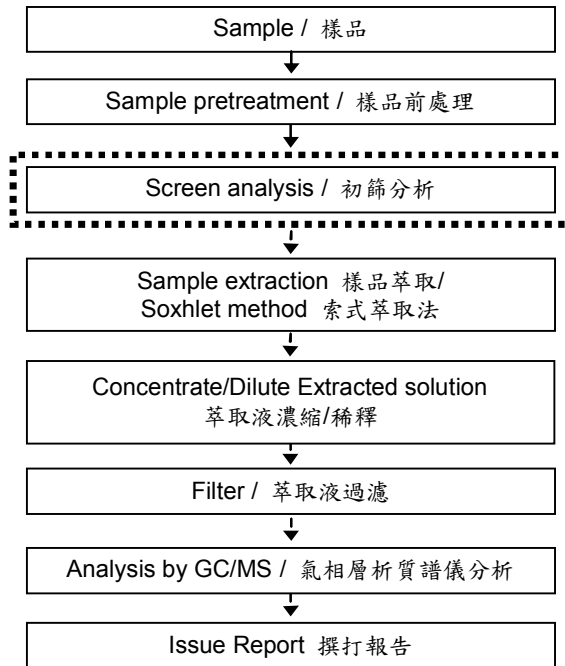 Sample / 樣品
Sample pretreatment / 樣品前處理
Screen analysis / 初篩分析
Sample extraction 樣品萃取/
Soxhlet method 索式萃取法
Concentrate/Dilute Extracted solution
萃取液濃縮/稀釋
Filter / 萃取液過濾
Analysis by GC/MS / 氣相層析質譜儀分析
Issue Report 撰打報告